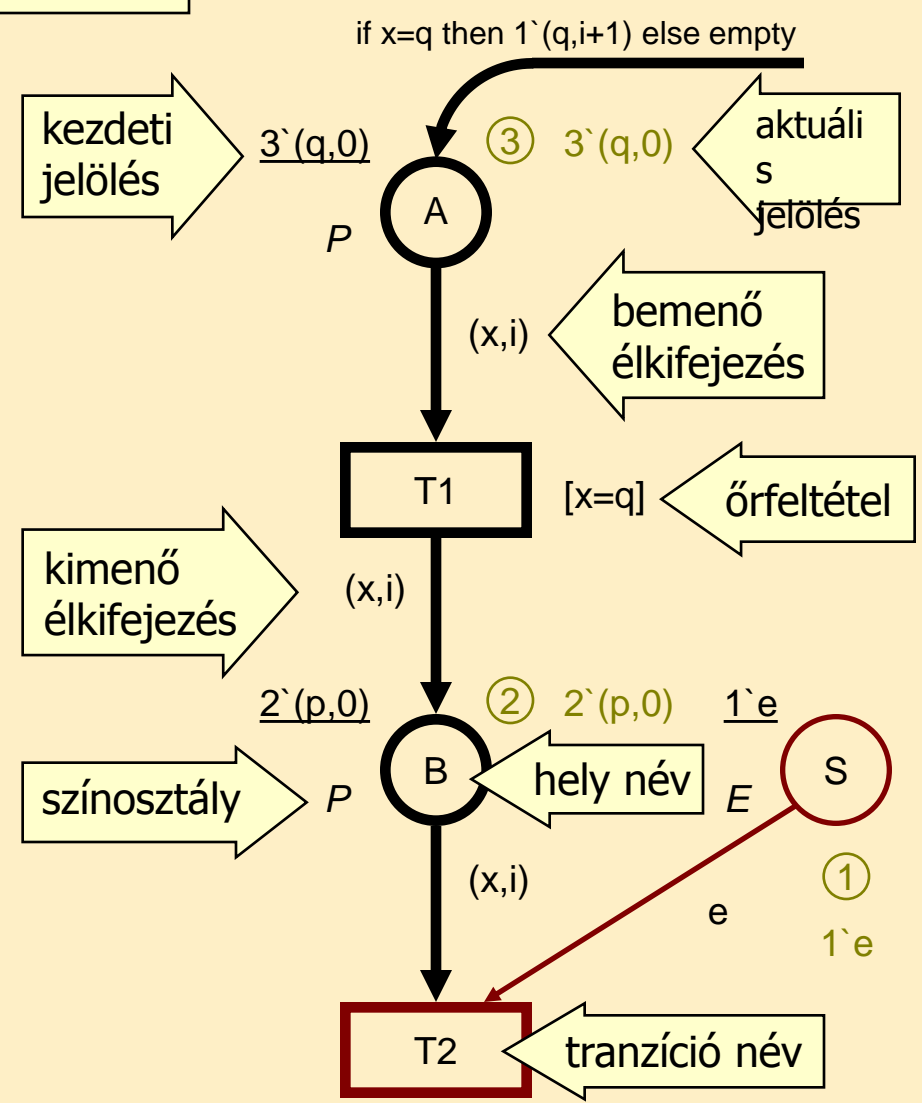 if x=q then 1`(q,i+1) else empty
kezdeti
jelölés
3`(q,0)
3
3`(q,0)
aktuáli
s
jelölés
A
P
(x,i)
bemenő
élkifejezés
T1
[x=q]
őrfeltétel
kimenő
élkifejezés
(x,i)
2`(p,0)
2
2`(p,0)
1`e
színosztály
P
B
hely név
E
S
(x,i)
e
1
1`e
T2
tranzíció név